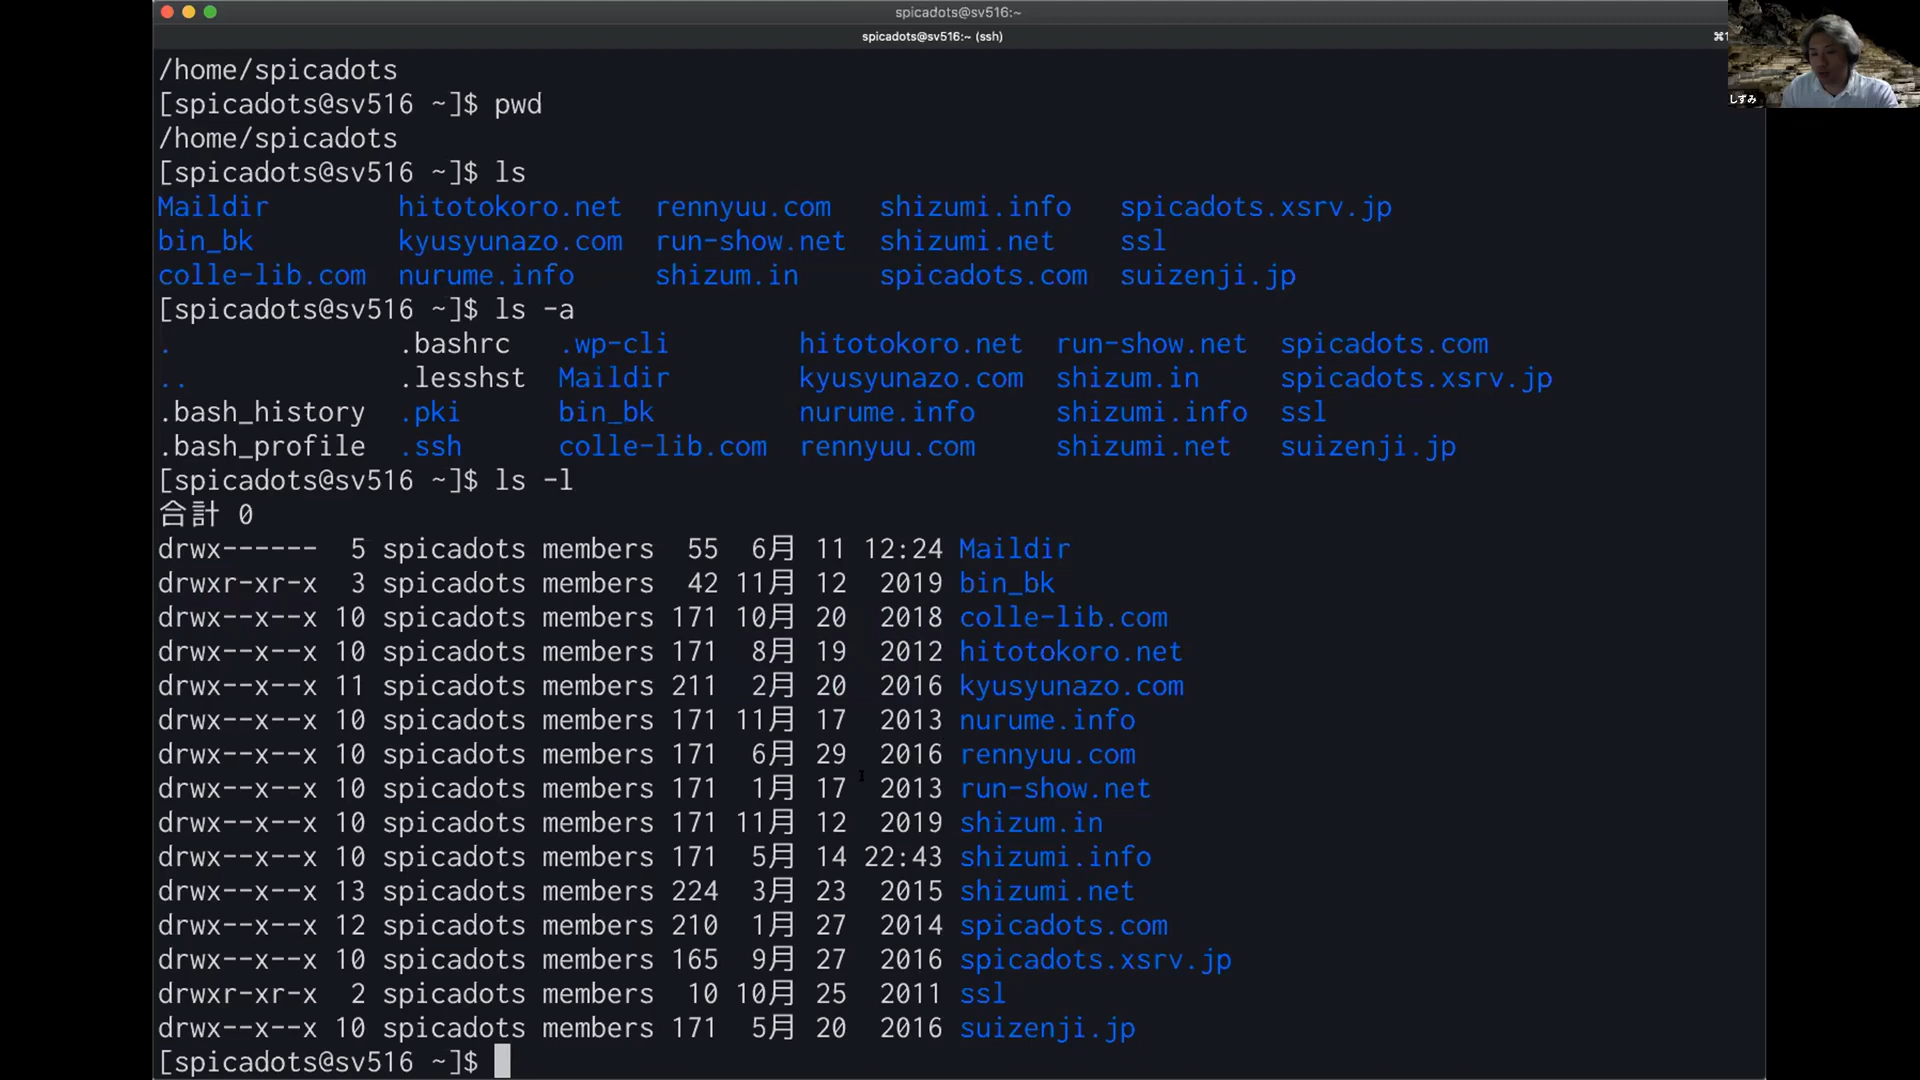 spicadots@sv516:~
spicadots@sv516:~ (ssh)
⌘1
しずみ
/home/spicadots
[spicadots@sv516 ~]$ pwd
/home/spicadots
[spicadots@sv516 ~]$ ls
Maildir hitotokoro.net rennyuu.com shizumi.info spicadots.xsrv.jp
bin_bk kyusyunazo.com run-show.net shizumi.net ssl
colle-lib.com nurume.info shizum.in spicadots.com suizenji.jp
[spicadots@sv516 ~]$ ls -a
. .bashrc .wp-cli hitotokoro.net run-show.net spicadots.com
.. .lesshst Maildir kyusyunazo.com shizum.in spicadots.xsrv.jp
.bash_history .pki bin_bk nurume.info shizumi.info ssl
.bash_profile .ssh colle-lib.com rennyuu.com shizumi.net suizenji.jp
[spicadots@sv516 ~]$ ls -l
合計 0
drwx------ 5 spicadots members 55 6月 11 12:24 Maildir
drwxr-xr-x 3 spicadots members 42 11月 12 2019 bin_bk
drwx--x--x 10 spicadots members 171 10月 20 2018 colle-lib.com
drwx--x--x 10 spicadots members 171 8月 19 2012 hitotokoro.net
drwx--x--x 11 spicadots members 211 2月 20 2016 kyusyunazo.com
drwx--x--x 10 spicadots members 171 11月 17 2013 nurume.info
drwx--x--x 10 spicadots members 171 6月 29 2016 rennyuu.com
drwx--x--x 10 spicadots members 171 1月 17 2013 run-show.net
drwx--x--x 10 spicadots members 171 11月 12 2019 shizum.in
drwx--x--x 10 spicadots members 171 5月 14 22:43 shizumi.info
drwx--x--x 13 spicadots members 224 3月 23 2015 shizumi.net
drwx--x--x 12 spicadots members 210 1月 27 2014 spicadots.com
drwx--x--x 10 spicadots members 165 9月 27 2016 spicadots.xsrv.jp
drwxr-xr-x 2 spicadots members 10 10月 25 2011 ssl
drwx--x--x 10 spicadots members 171 5月 20 2016 suizenji.jp
[spicadots@sv516 ~]$